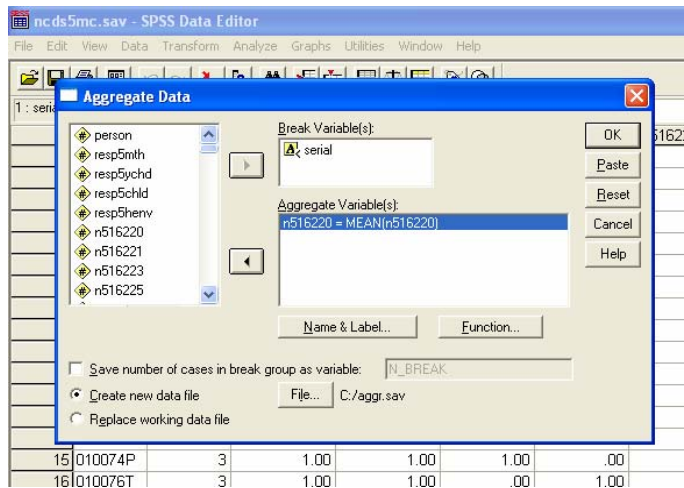 ncds5mc.sav - SPSS Data Editor
File Edit View Data Transform Analyze Graphs Utilities Window Help
1 : seria
Aggregate Data
person
resp5mth
resp5ychd
resp5chld
resp5henv
n516220
n516221
n516223
n516225
Break Variable(s):
serial
Aggregate Variable(s):
n516220 = MEAN(n516220)
Name & Label...
Function...
OK
Paste
Reset
Cancel
Help
5162
Save number of cases in break group as variable: N_BREAK
Create new data file File... C:/aggr.sav
Replace working data file
15 010074P 3 1.00 1.00 1.00 .00
16 010076T 3 1.00 1.00 .00 1.00